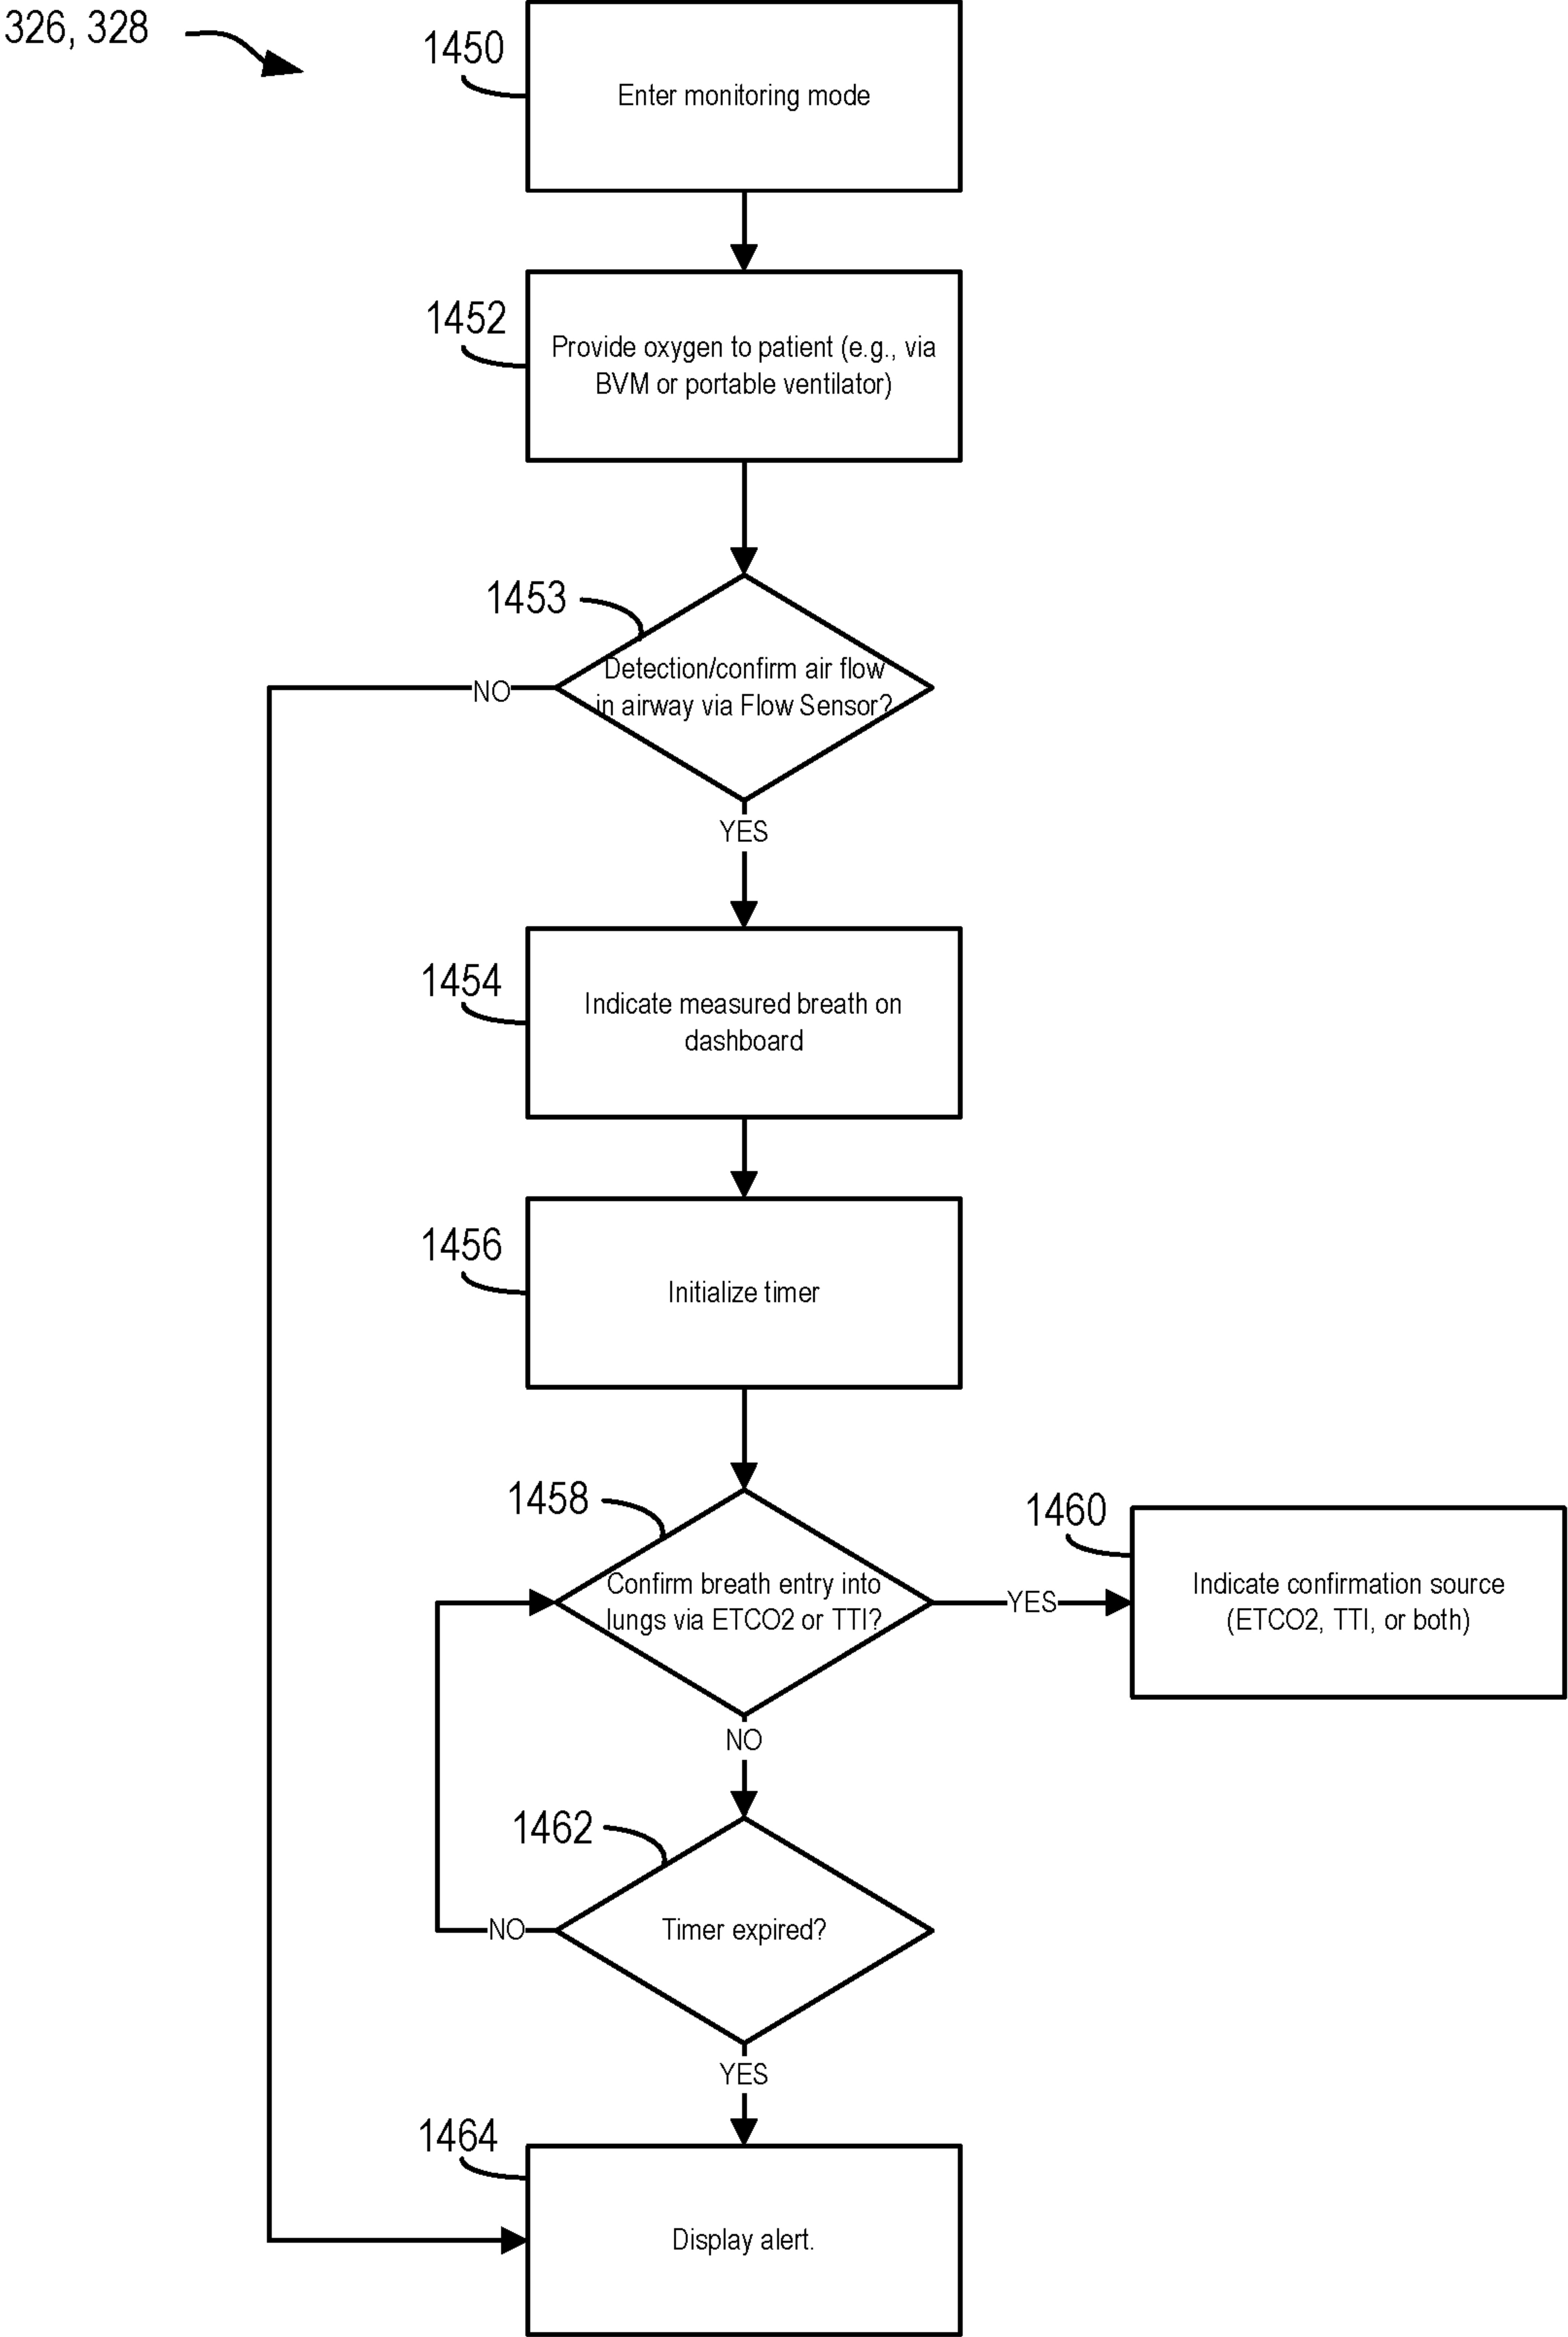 326, 328
1450
Enter monitoring mode
1452
Provide oxygen to patient (e.g., via
BVM or portable ventilator)
1453
Detection/confirm air flow
in airway via Flow Sensor?
NO
YES
1454
Indicate measured breath on
dashboard
1456
Initialize timer
1458
Confirm breath entry into
lungs via ETCO2 or TTI?
YES
1460
Indicate confirmation source
(ETCO2, TTI, or both)
NO
1462
Timer expired?
NO
YES
1464
Display alert.